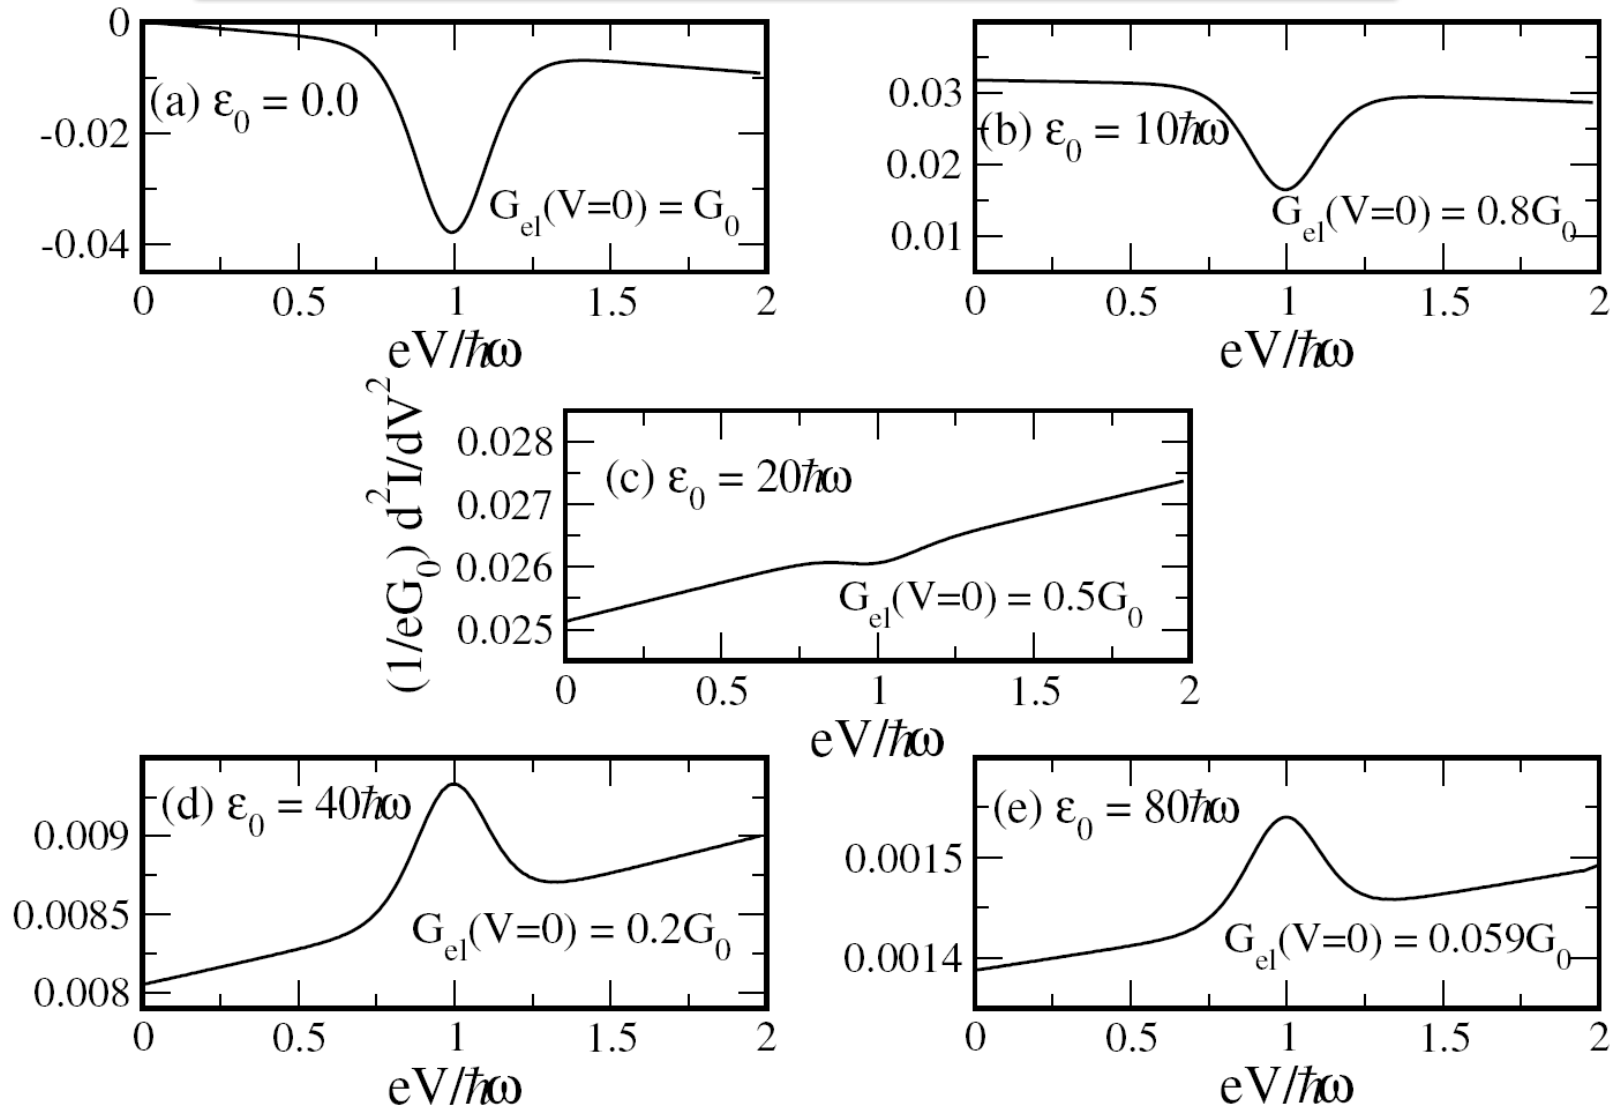 0
-0.02
-0.04
(a) ε₀ = 0.0
G_el(V=0) = G₀
0 0.5 1 1.5 2
eV/ħω
0.03
0.02
0.01
(b) ε₀ = 10ħω
G_el(V=0) = 0.8G₀
0 0.5 1 1.5 2
eV/ħω
(1/eG₀) d²I/dV²
0.028
0.027
0.026
0.025
(c) ε₀ = 20ħω
G_el(V=0) = 0.5G₀
0 0.5 1 1.5 2
eV/ħω
0.009
0.0085
0.008
(d) ε₀ = 40ħω
G_el(V=0) = 0.2G₀
0 0.5 1 1.5 2
eV/ħω
0.0015
0.0014
(e) ε₀ = 80ħω
G_el(V=0) = 0.059G₀
0 0.5 1 1.5 2
eV/ħω